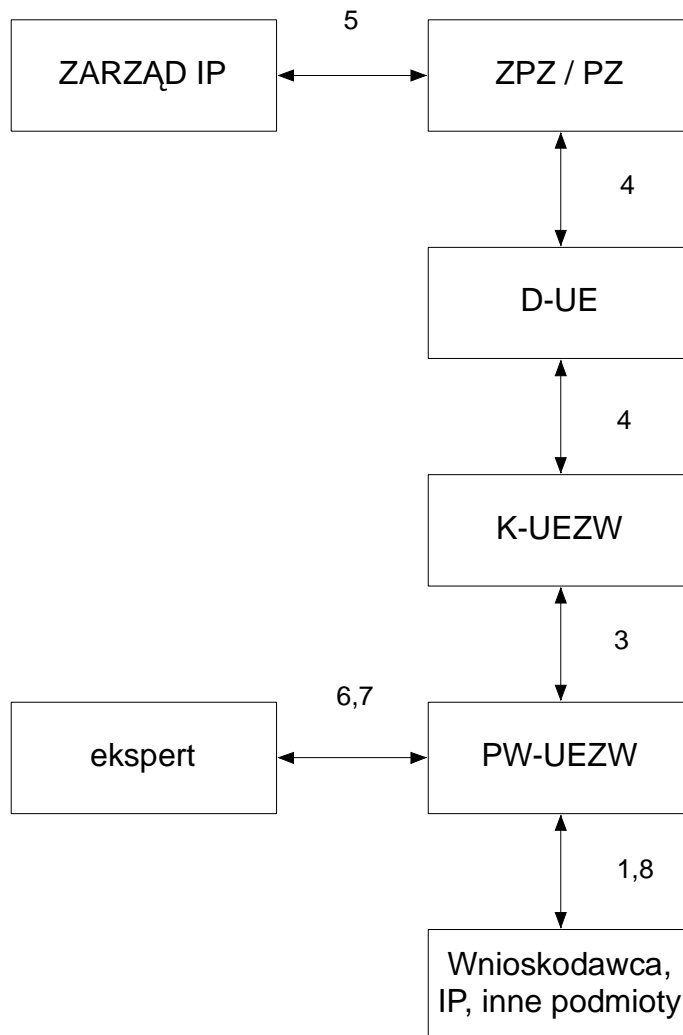 5
ZARZĄD IP
ZPZ / PZ
4
D-UE
4
K-UEZW
3
6,7
ekspert
PW-UEZW
1,8
Wnioskodawca,
IP, inne podmioty